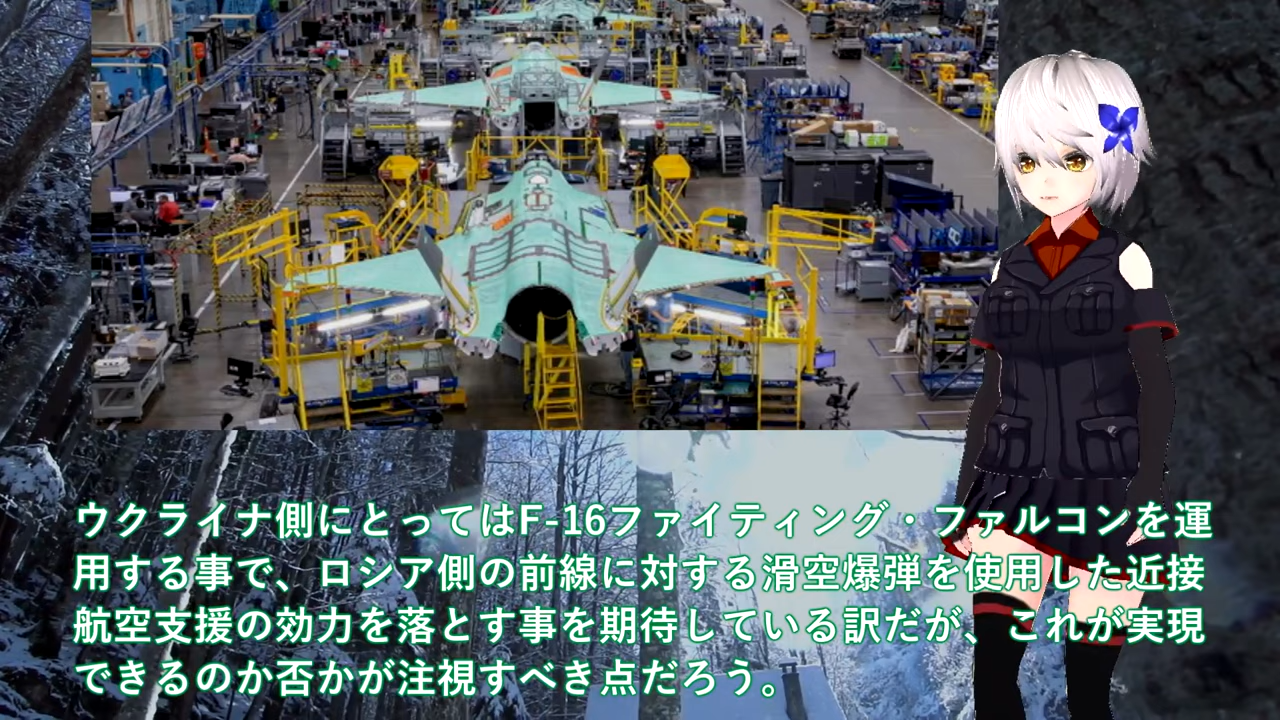 ウクライナ側にとってはF-16ファイティング・ファルコンを運
用する事で、ロシア側の前線に対する滑空爆弾を使用した近接
航空支援の効力を落とす事を期待している訳だが、これが実現
できるのか否かが注視すべき点だろう。